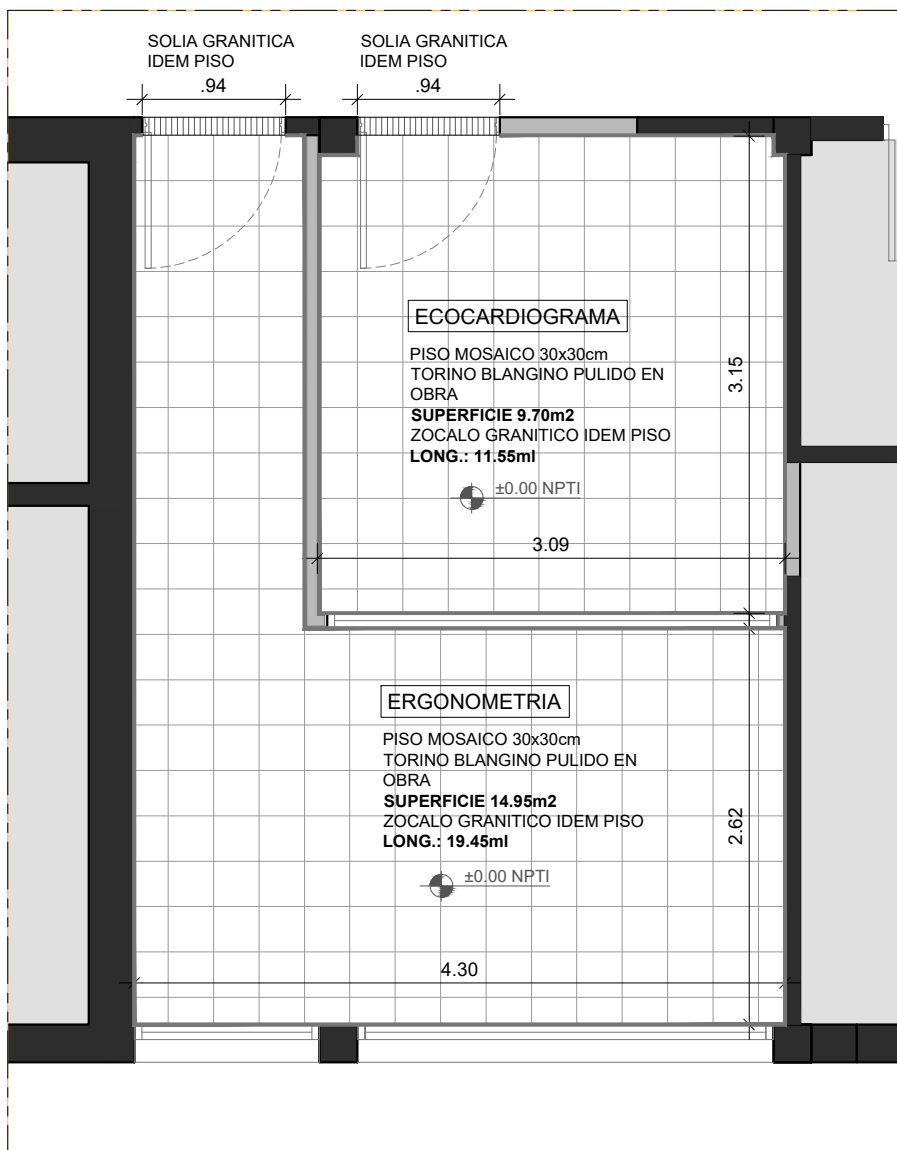 SOLIA GRANITICA
IDEM PISO
.94
SOLIA GRANITICA
IDEM PISO
.94
ECOCARDIOGRAMA
PISO MOSAICO 30x30cm
TORINO BLANGINO PULIDO EN
OBRA
SUPERFICIE 9.70m2
ZOCALO GRANITICO IDEM PISO
LONG.: 11.55ml
±0.00 NPTI
3.15
3.09
ERGONOMETRIA
PISO MOSAICO 30x30cm
TORINO BLANGINO PULIDO EN
OBRA
SUPERFICIE 14.95m2
ZOCALO GRANITICO IDEM PISO
LONG.: 19.45ml
±0.00 NPTI
2.62
4.30